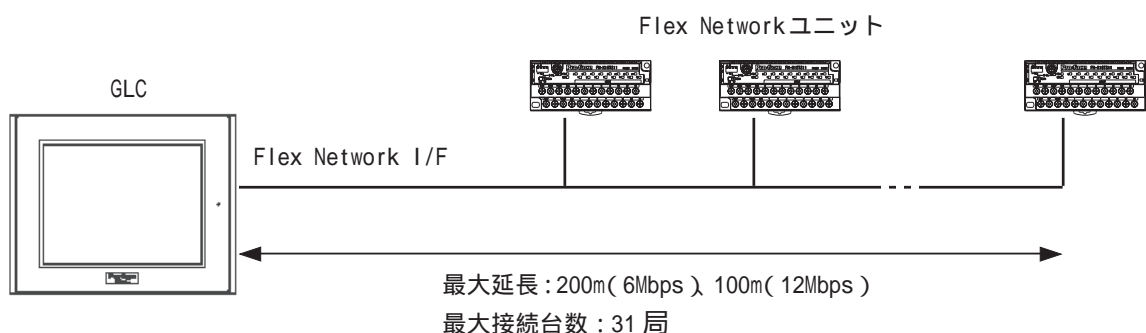 Flex Networkユニット
GLC
Flex Network I/F
最大延長：200m(6Mbps)、100m(12Mbps)
最大接続台数：31局